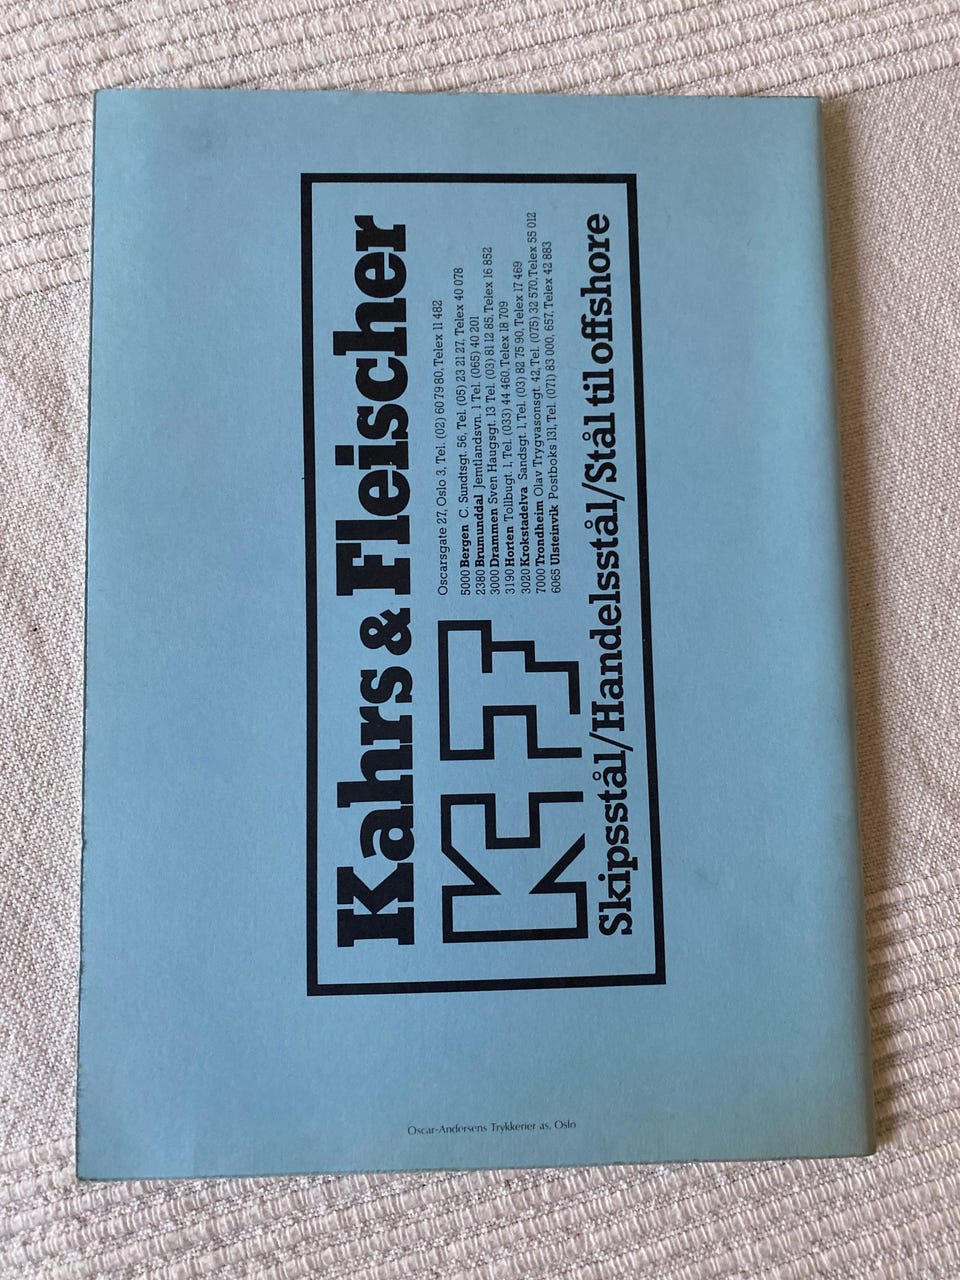 Kahrs & Fleischer
K+F
Oscarsgate 27, Oslo 3, Tel. (02) 60 79 80, Telex 11 482
5000 Bergen C. Sundtsgt. 56, Tel. (05) 23 21 27, Telex 40 078
2380 Brumunddal Jemtlandsvn. 1 Tel. (065) 40 201
3000 Drammen Sven Haugsgt. 13 Tel. (03) 81 12 85, Telex 16 852
3190 Horten Tollbugt. 1, Tel. (033) 44 460, Telex 18 709
3020 Krokstadelva Sandsgt. 1, Tel. (03) 82 75 90, Telex 17 469
7000 Trondheim Olav Trygvasonsgt. 42, Tel. (075) 32 570, Telex 55 012
6065 Ulsteinvik Postboks 131, Tel. (071) 83 000, 657, Telex 42 883
Skipsstål/Handelsstål/Stål til offshore
Oscar-Andersens Trykkerier as, Oslo